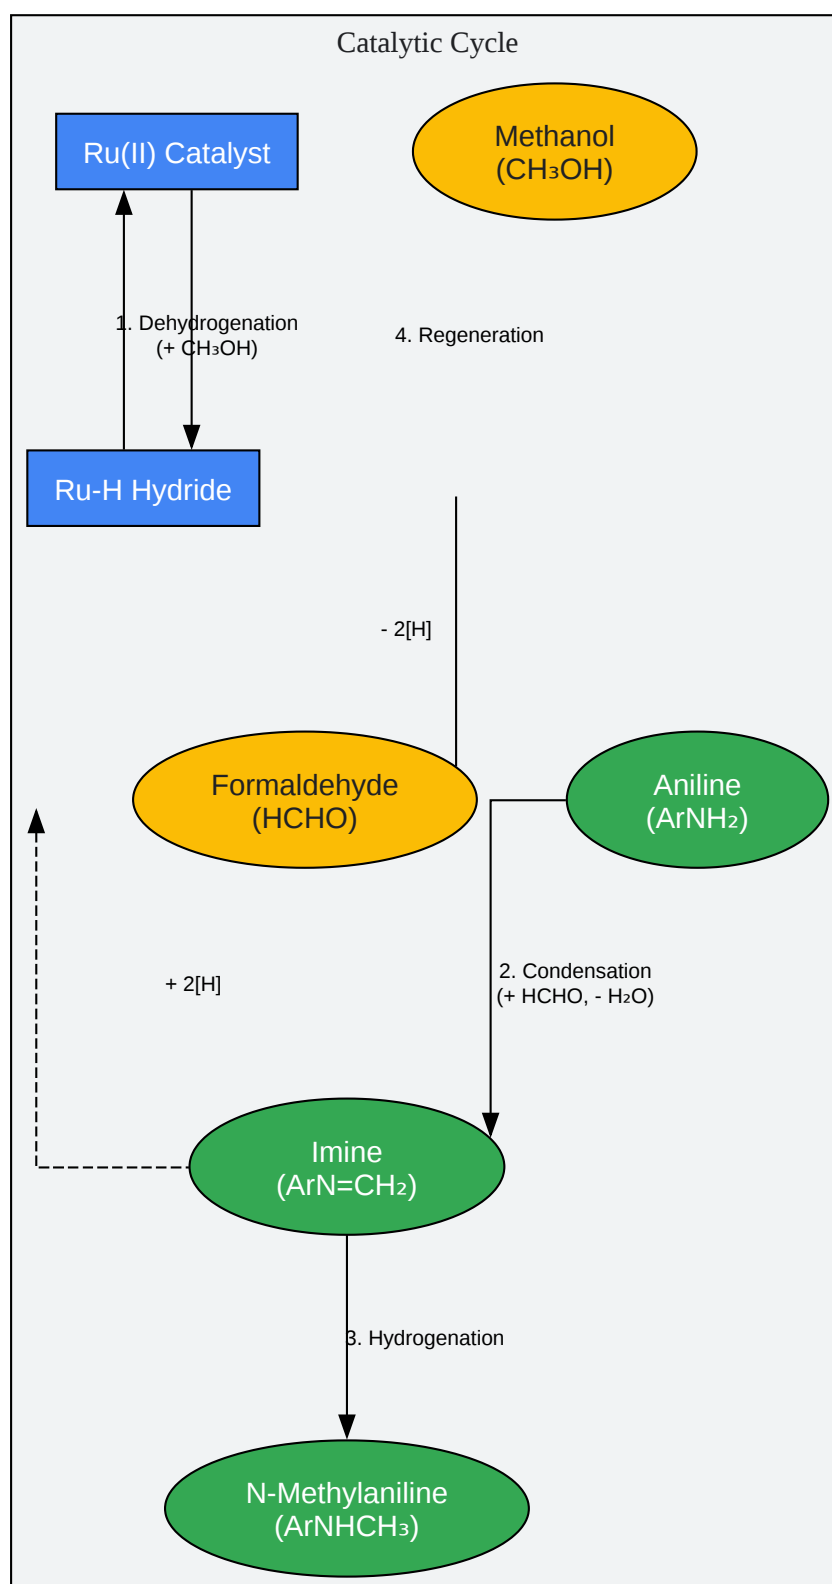 Catalytic Cycle
Ru(II) Catalyst
Methanol
(CH₃OH)
1. Dehydrogenation
(+ CH₃OH)
4. Regeneration
Ru-H Hydride
- 2[H]
Formaldehyde
(HCHO)
Aniline
(ArNH₂)
+ 2[H]
2. Condensation
(+ HCHO, - H₂O)
Imine
(ArN=CH₂)
3. Hydrogenation
N-Methylaniline
(ArNHCH₃)